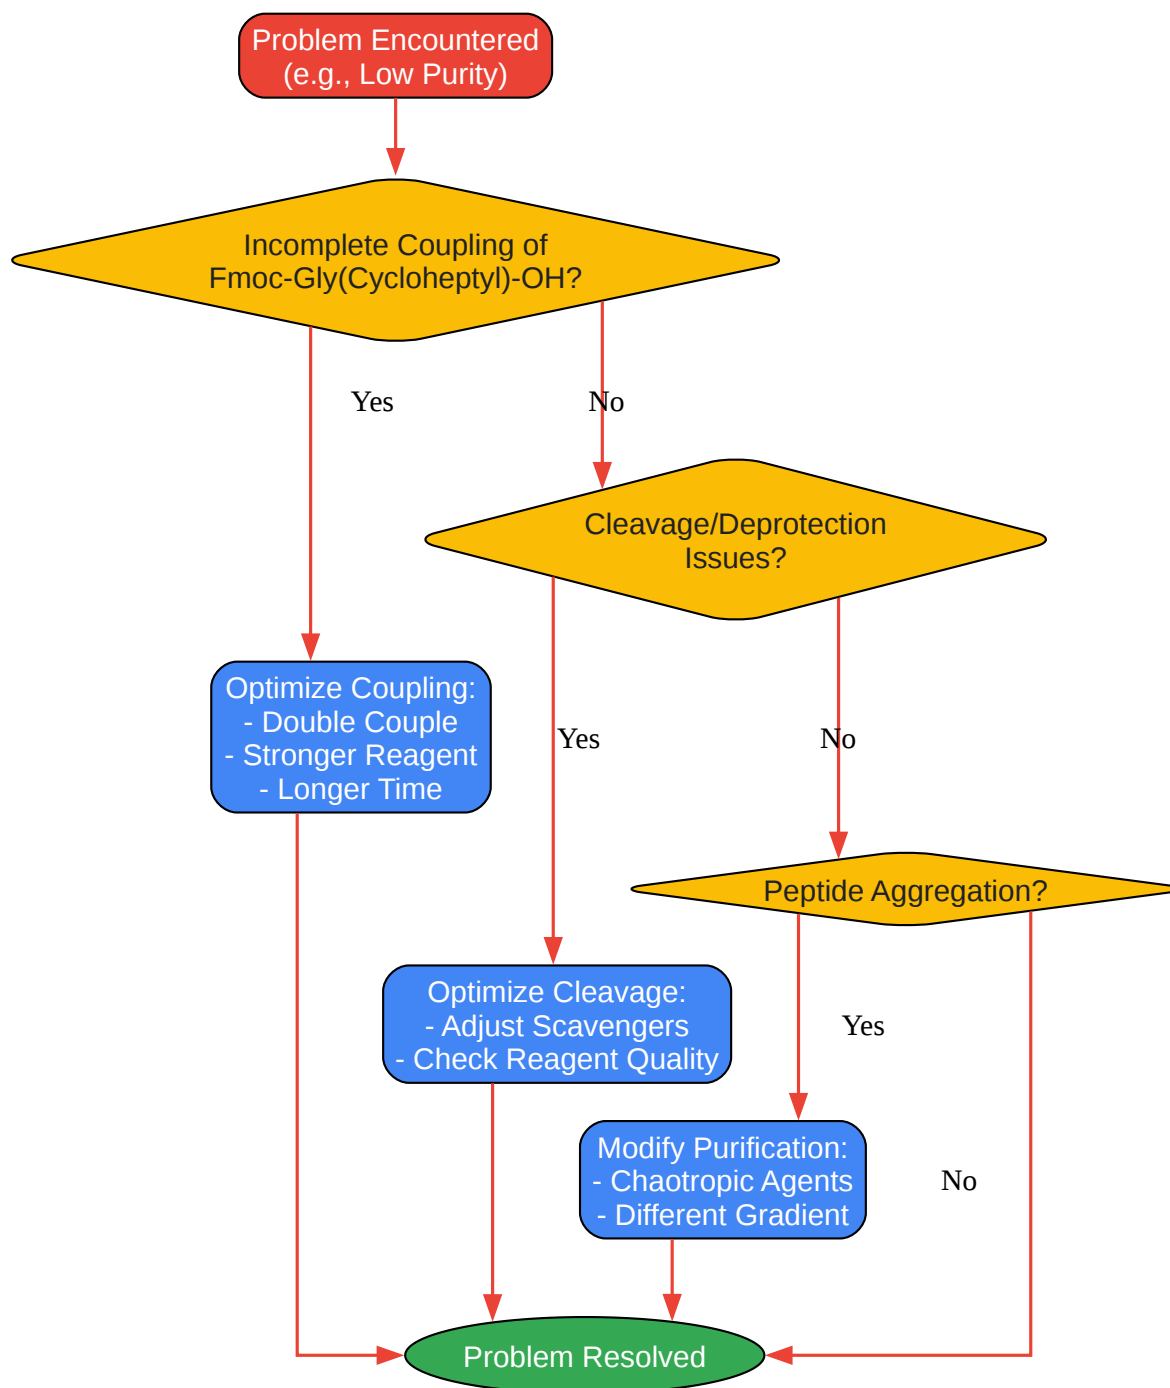 Problem Encountered
(e.g., Low Purity)
Incomplete Coupling of
Fmoc-Gly(Cycloheptyl)-OH?
Yes
No
Cleavage/Deprotection
Issues?
Optimize Coupling:
- Double Couple
- Stronger Reagent
- Longer Time
Yes
No
Peptide Aggregation?
Optimize Cleavage:
- Adjust Scavengers
- Check Reagent Quality
Yes
Modify Purification:
- Chaotropic Agents
- Different Gradient
No
Problem Resolved